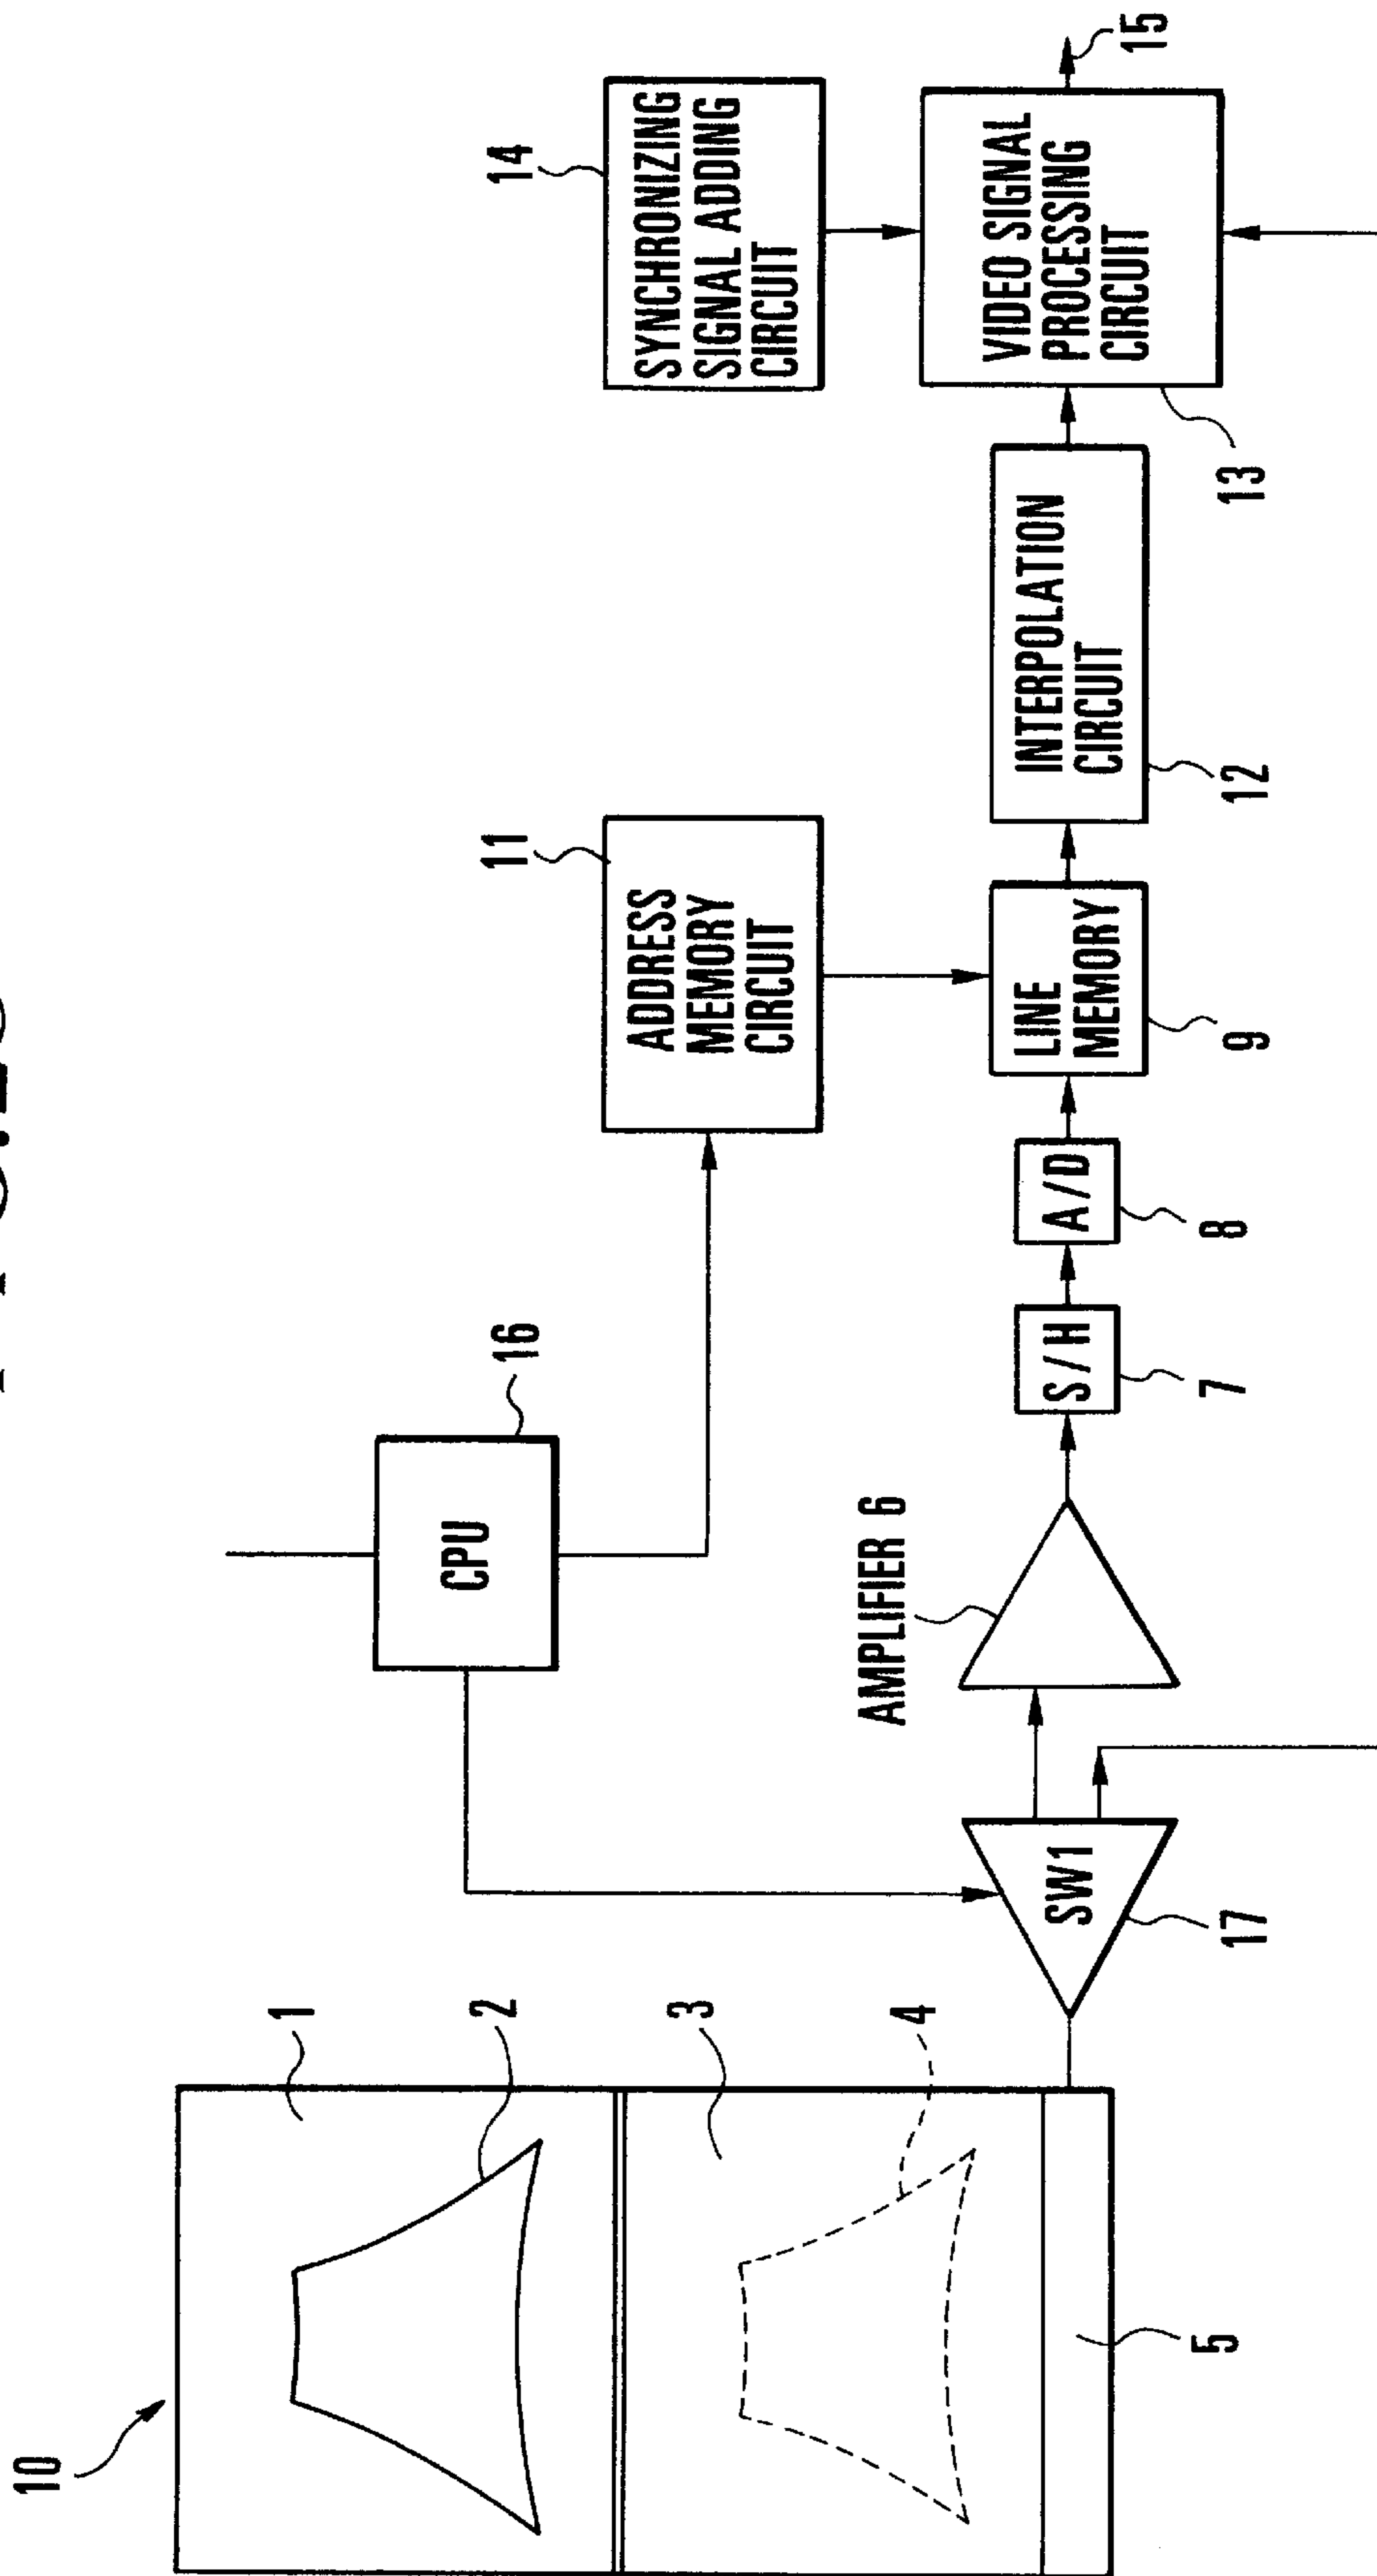 10
1
2
3
4
5
CPU
16
SW1
17
AMPLIFIER 6
S/H
7
A/D
8
ADDRESS
MEMORY
CIRCUIT
11
LINE
MEMORY
9
INTERPOLATION
CIRCUIT
12
SYNCHRONIZING
SIGNAL ADDING
CIRCUIT
14
VIDEO SIGNAL
PROCESSING
CIRCUIT
13
15